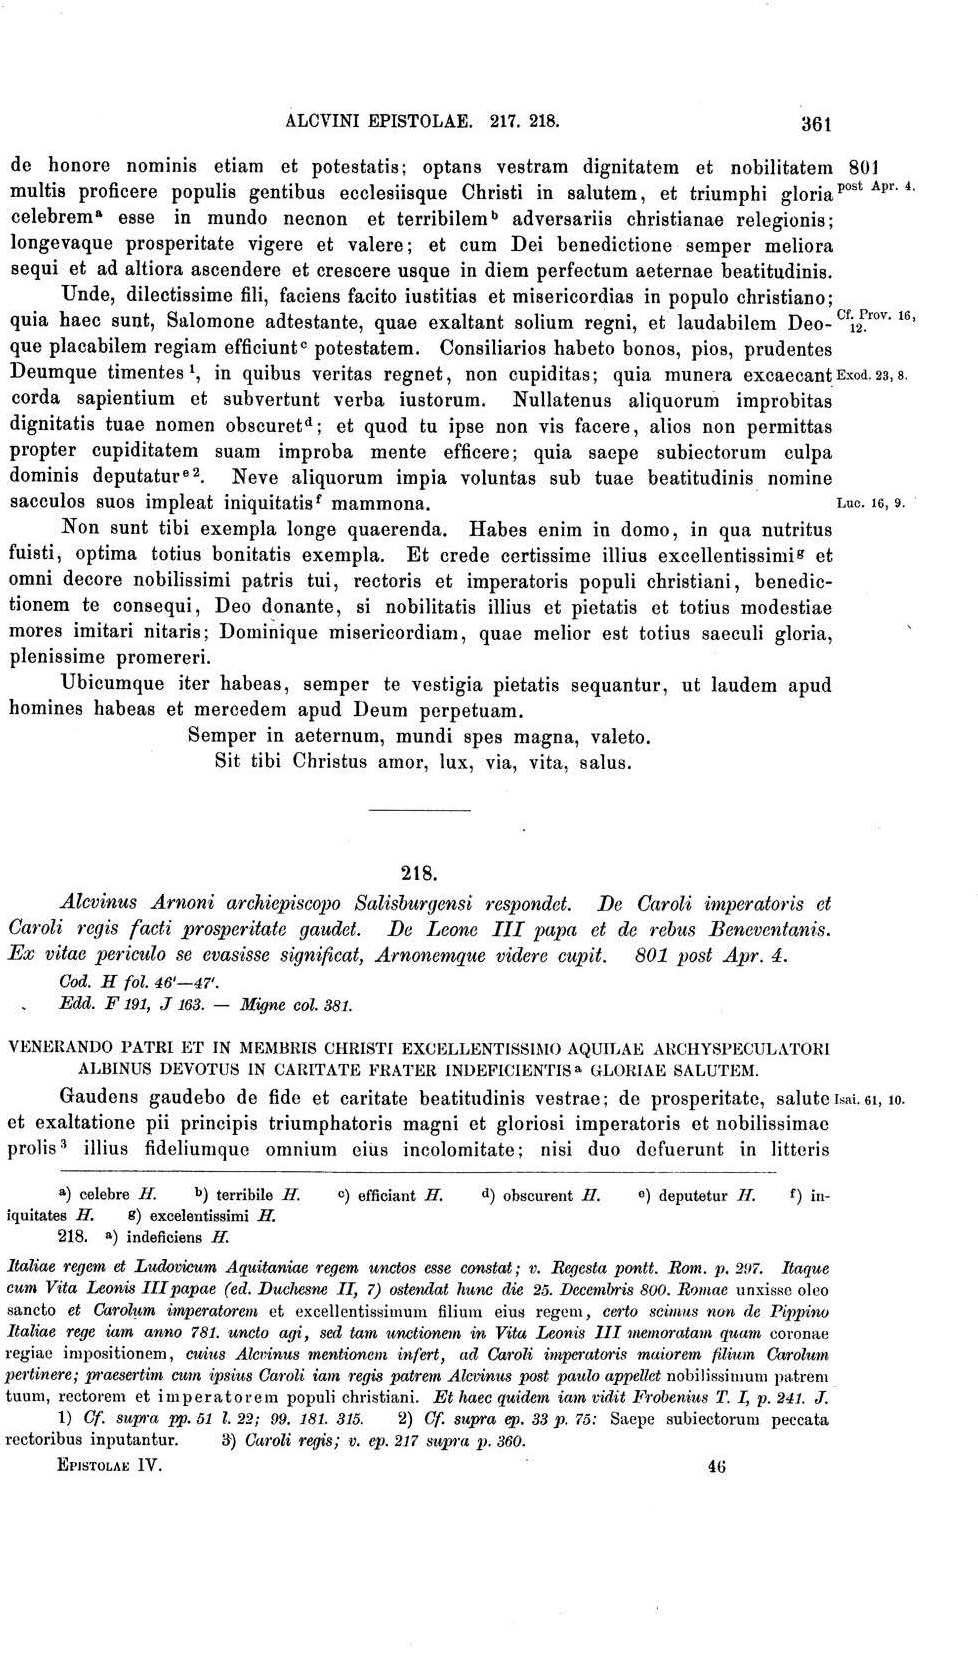 ALCVINI EPISTOLAE. 217. 218. 361
de honore nominis etiam et potestatis; optans vestram dignitatem et nobilitatem 801
multis proficere populis gentibus ecclesiisque Christi in salutem, et triumphi gloria post Apr. 4.
celebremᵃ esse in mundo necnon et terribilemᵇ adversariis christianae relegionis;
longevaque prosperitate vigere et valere; et cum Dei benedictione semper meliora
sequi et ad altiora ascendere et crescere usque in diem perfectum aeternae beatitudinis.
Unde, dilectissime fili, faciens facito iustitias et misericordias in populo christiano;
quia haec sunt, Salomone adtestante, quae exaltant solium regni, et laudabilem Deo- Cf. Prov. 16, 12.
que placabilem regiam efficiuntᶜ potestatem. Consiliarios habeto bonos, pios, prudentes
Deumque timentes¹, in quibus veritas regnet, non cupiditas; quia munera excaecant Exod. 23, 8.
corda sapientium et subvertunt verba iustorum. Nullatenus aliquorum improbitas
dignitatis tuae nomen obscuretᵈ; et quod tu ipse non vis facere, alios non permittas
propter cupiditatem suam improba mente efficere; quia saepe subiectorum culpa
dominis deputaturᵉ². Neve aliquorum impia voluntas sub tuae beatitudinis nomine
sacculos suos impleat iniquitatisᶠ mammona. Luc. 16, 9.
Non sunt tibi exempla longe quaerenda. Habes enim in domo, in qua nutritus
fuisti, optima totius bonitatis exempla. Et crede certissime illius excellentissimiᵍ et
omni decore nobilissimi patris tui, rectoris et imperatoris populi christiani, benedic-
tionem te consequi, Deo donante, si nobilitatis illius et pietatis et totius modestiae
mores imitari nitaris; Dominique misericordiam, quae melior est totius saeculi gloria,
plenissime promereri.
Ubicumque iter habeas, semper te vestigia pietatis sequantur, ut laudem apud
homines habeas et mercedem apud Deum perpetuam.
Semper in aeternum, mundi spes magna, valeto.
Sit tibi Christus amor, lux, via, vita, salus.
218.
Alcvinus Arnoni archiepiscopo Salisburgensi respondet. De Caroli imperatoris et
Caroli regis facti prosperitate gaudet. De Leone III papa et de rebus Beneventanis.
Ex vitae periculo se evasisse significat, Arnonemque videre cupit. 801 post Apr. 4.
Cod. H fol. 46'—47'.
Edd. F 191, J 163. — Migne col. 381.
VENERANDO PATRI ET IN MEMBRIS CHRISTI EXCELLENTISSIMO AQUILAE ARCHYSPECULATORI
ALBINUS DEVOTUS IN CARITATE FRATER INDEFICIENTISᵃ GLORIAE SALUTEM.
Gaudens gaudebo de fide et caritate beatitudinis vestrae; de prosperitate, salute Isai. 61, 10.
et exaltatione pii principis triumphatoris magni et gloriosi imperatoris et nobilissimae
prolis³ illius fideliumque omnium eius incolomitate; nisi duo defuerunt in litteris
ᵃ) celebre H. ᵇ) terribile H. ᶜ) efficiant H. ᵈ) obscurent H. ᵉ) deputetur H. ᶠ) in-
iquitates H. ᵍ) excelentissimi H.
218. ᵃ) indeficiens H.
Italiae regem et Ludovicum Aquitaniae regem unctos esse constat; v. Regesta pontt. Rom. p. 297. Itaque
cum Vita Leonis III papae (ed. Duchesne II, 7) ostendat hunc die 25. Decembris 800. Romae unxisse oleo
sancto et Carolum imperatorem et excellentissimum filium eius regem, certo scimus non de Pippino
Italiae rege iam anno 781. uncto agi, sed tam unctionem in Vita Leonis III memoratam quam coronae
regiae impositionem, cuius Alcvinus mentionem infert, ad Caroli imperatoris maiorem filium Carolum
pertinere; praesertim cum ipsius Caroli iam regis patrem Alcvinus post paulo appellet nobilissimum patrem
tuum, rectorem et imperatorem populi christiani. Et haec quidem iam vidit Frobenius T. I, p. 241. J.
1) Cf. supra pp. 51 l. 22; 99. 181. 315. 2) Cf. supra ep. 33 p. 75: Saepe subiectorum peccata
rectoribus inputantur. 3) Caroli regis; v. ep. 217 supra p. 360.
EPISTOLAE IV. 46